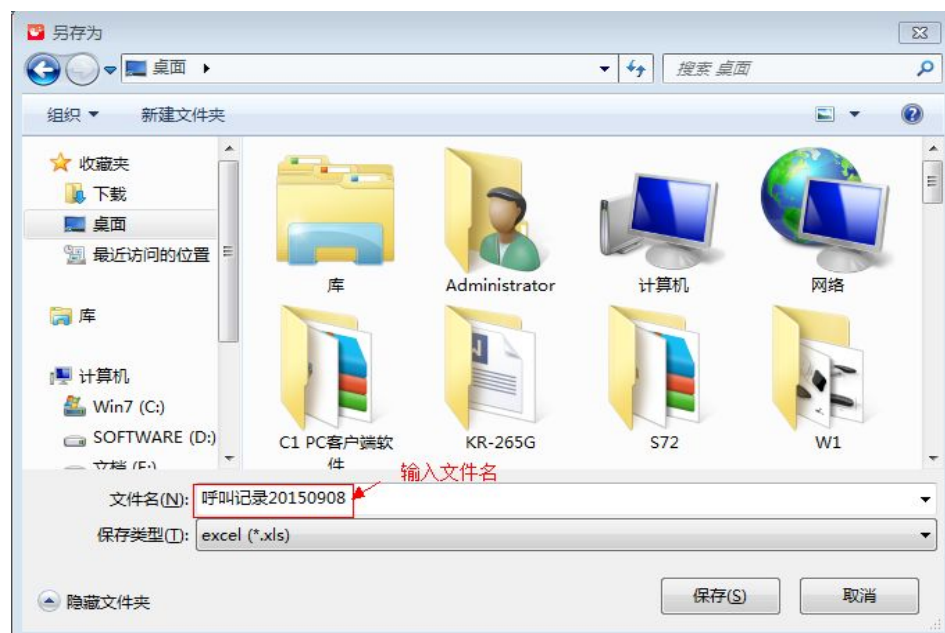 另存为
桌面
搜索 桌面
组织
新建文件夹
收藏夹
下载
桌面
最近访问的位置
库
计算机
Win7 (C:)
SOFTWARE (D:)
文档 (E:)
库
Administrator
计算机
网络
C1 PC客户端软
件
KR-265G
S72
W1
输入文件名
文件名(N): 呼叫记录20150908
保存类型(T): excel (*.xls)
隐藏文件夹
保存(S)
取消